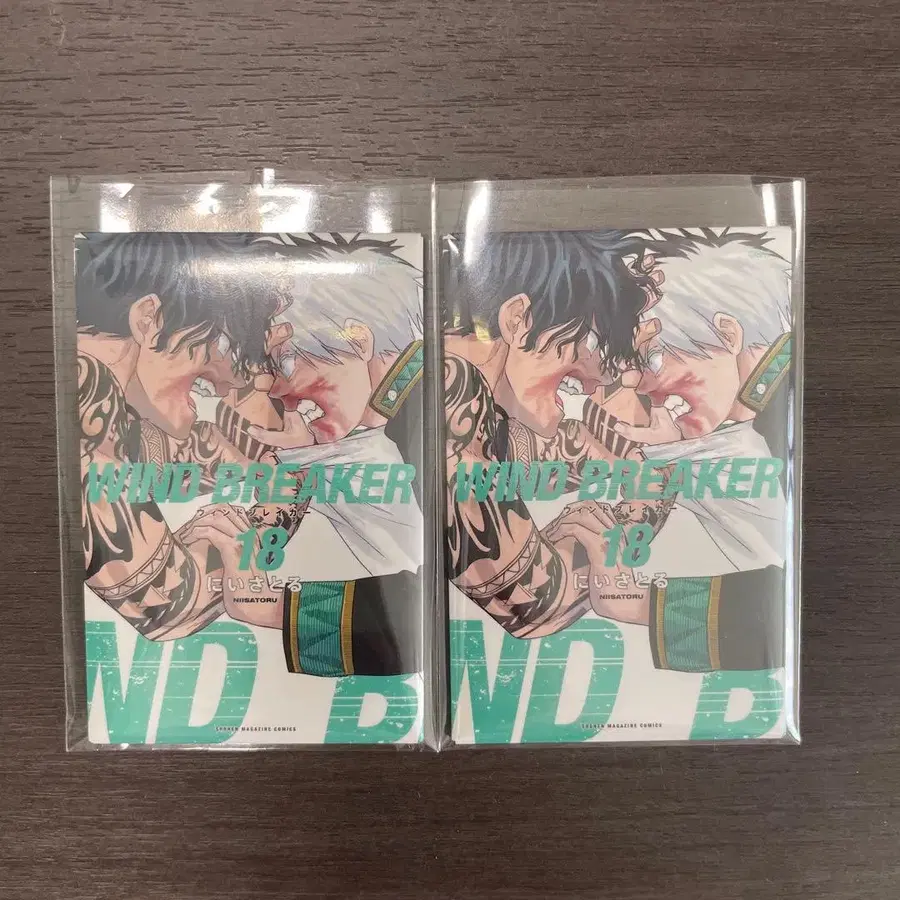 WIND BREAKER
ウィンドブレイカー
18
にいさとる
NIISATORU
ND B
SHONEN MAGAZINE COMICS
WIND BREAKER
ウィンドブレイカー
18
にいさとる
NIISATORU
ND B
SHONEN MAGAZINE COMICS